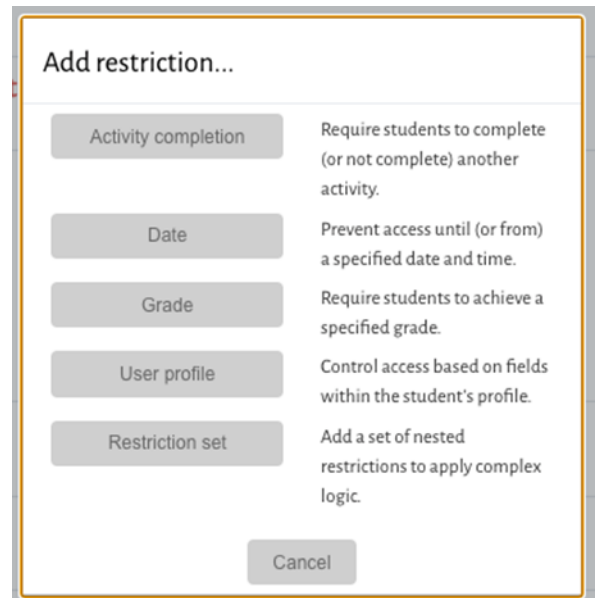 Add restriction...
Activity completion
Require students to complete
(or not complete) another
activity.
Date
Prevent access until (or from)
a specified date and time.
Grade
Require students to achieve a
specified grade.
User profile
Control access based on fields
within the student's profile.
Restriction set
Add a set of nested
restrictions to apply complex
logic.
Cancel